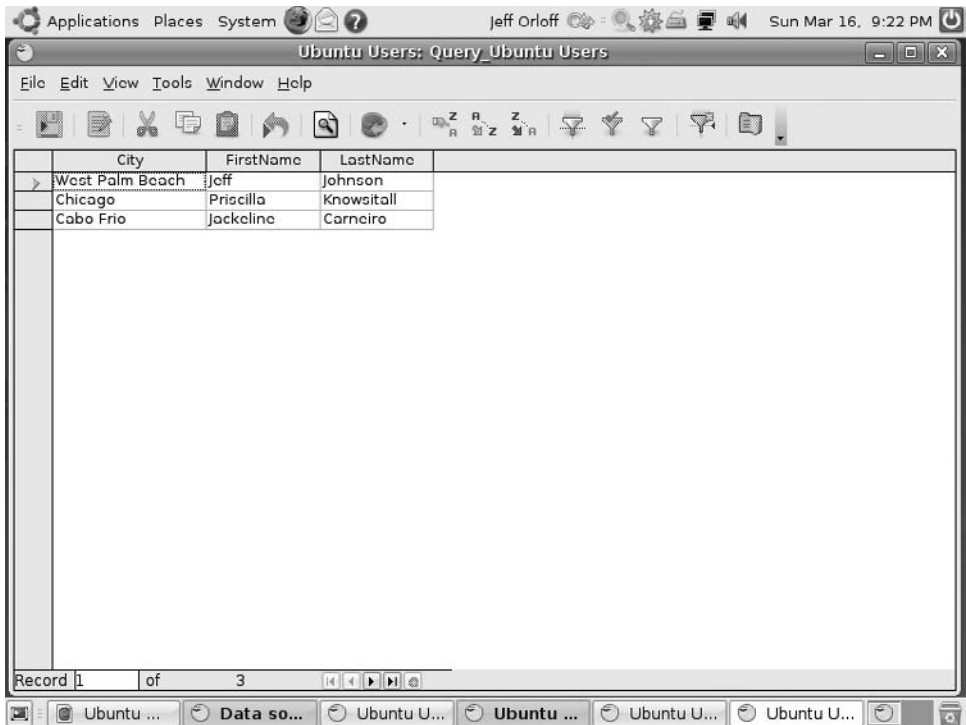 Applications Places System Jeff Orloff Sun Mar 16, 9:22 PM
Ubuntu Users: Query_Ubuntu Users
File Edit View Tools Window Help
City FirstName LastName
West Palm Beach Jeff Johnson
Chicago Priscilla Knowsitall
Cabo Frio Jackeline Carneiro
Record 1 of 3
Ubuntu ... Data so... Ubuntu U... Ubuntu ... Ubuntu U... Ubuntu U...